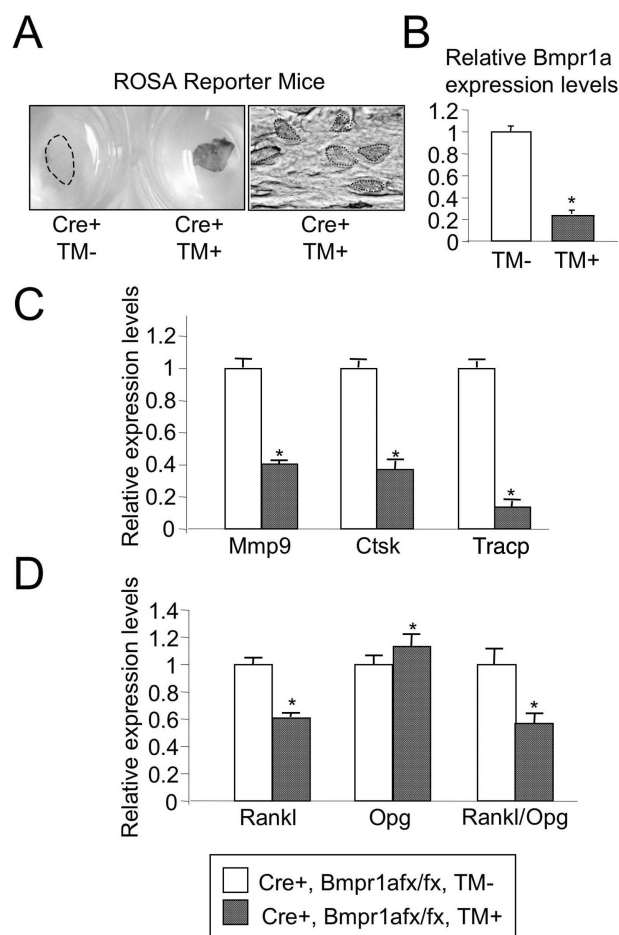 A
ROSA Reporter Mice
Cre+
TM-
Cre+
TM+
Cre+
TM+
B
Relative Bmpr1a
expression levels
1.2
1
0.8
0.6
0.4
0.2
0
*
TM-
TM+
C
Relative expression levels
1.2
1
0.8
0.6
0.4
0.2
0
*
*
*
Mmp9
Ctsk
Tracp
D
Relative expression levels
1.4
1.2
1
0.8
0.6
0.4
0.2
0
*
*
*
Rankl
Opg
Rankl/Opg
Cre+, Bmpr1afx/fx, TM-
Cre+, Bmpr1afx/fx, TM+